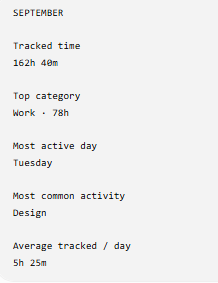 SEPTEMBER
Tracked time
162h 40m
Top category
Work · 78h
Most active day
Tuesday
Most common activity
Design
Average tracked / day
5h 25m